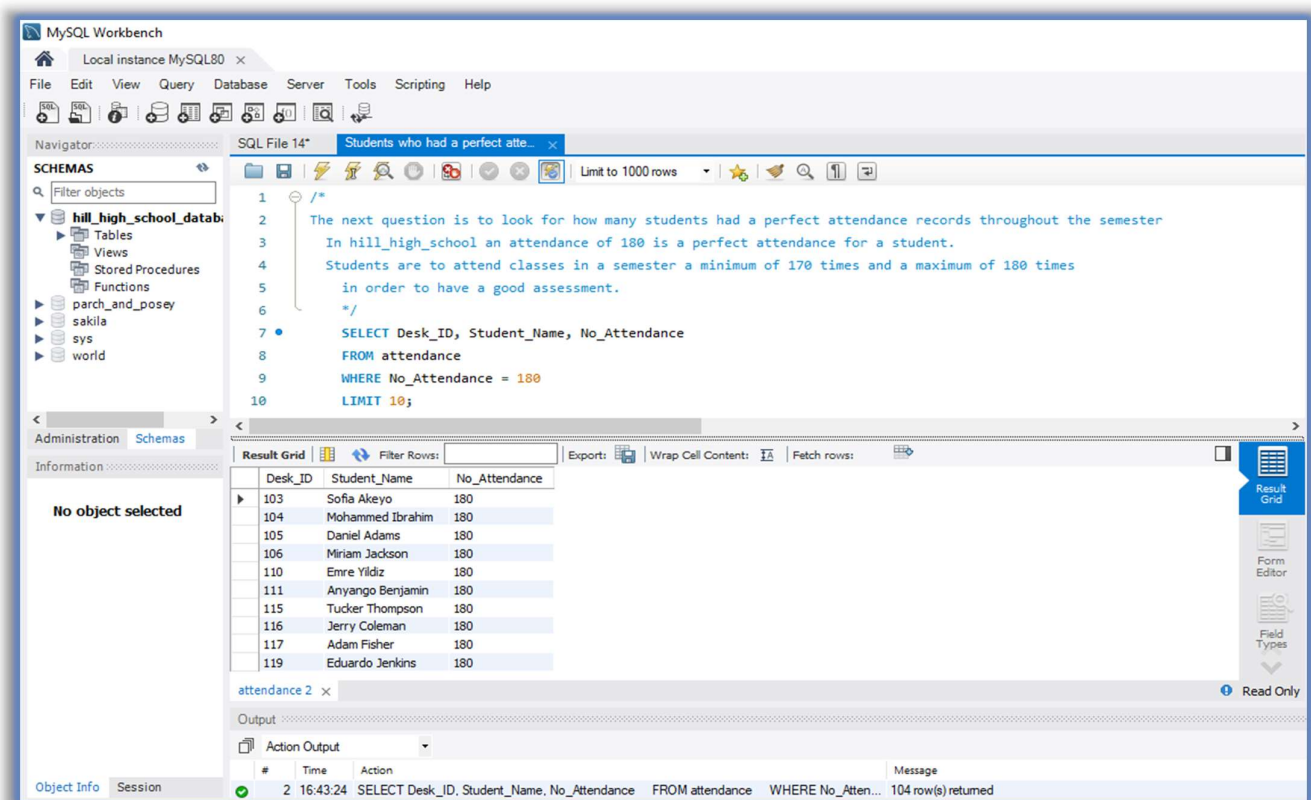 MySQL Workbench
Local instance MySQL80
File Edit View Query Database Server Tools Scripting Help
Navigator
SQL File 14* Students who had a perfect atte...
SCHEMAS
Limit to 1000 rows
Filter objects
hill_high_school_databa
Tables
Views
Stored Procedures
Functions
parch_and_posey
sakila
sys
world
1 /*
2 The next question is to look for how many students had a perfect attendance records throughout the semester
3 In hill_high_school an attendance of 180 is a perfect attendance for a student.
4 Students are to attend classes in a semester a minimum of 170 times and a maximum of 180 times
5 in order to have a good assessment.
6 */
7 SELECT Desk_ID, Student_Name, No_Attendance
8 FROM attendance
9 WHERE No_Attendance = 180
10 LIMIT 10;
Administration Schemas
Information
No object selected
Result Grid Filter Rows: Export: Wrap Cell Content: Fetch rows:
Desk_ID Student_Name No_Attendance
103 Sofia Akeyo 180
104 Mohammed Ibrahim 180
105 Daniel Adams 180
106 Miriam Jackson 180
110 Emre Yildiz 180
111 Anyango Benjamin 180
115 Tucker Thompson 180
116 Jerry Coleman 180
117 Adam Fisher 180
119 Eduardo Jenkins 180
Result
Grid
Form
Editor
Field
Types
attendance 2
Read Only
Output
Action Output
# Time Action Message
2 16:43:24 SELECT Desk_ID, Student_Name, No_Attendance FROM attendance WHERE No_Atten... 104 row(s) returned
Object Info Session